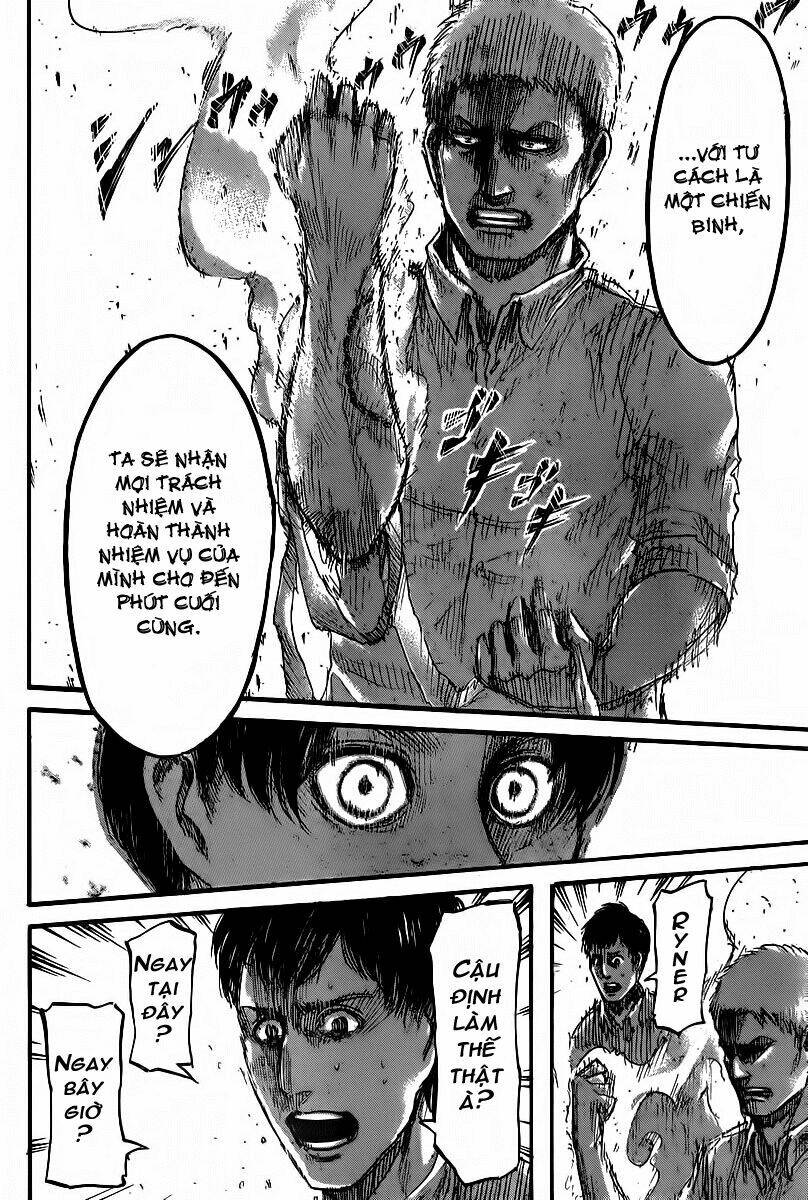 ...VỚI TƯ
CÁCH LÀ
MỘT CHIẾN
BINH,
TA SẼ NHẬN
MỌI TRÁCH
NHIỆM VÀ
HOÀN THÀNH
NHIỆM VỤ CỦA
MÌNH CHO ĐẾN
PHÚT CUỐI
CÙNG.
RYNER
CẬU
ĐỊNH
LÀM
THẾ
THẬT
À?
NGAY
TẠI
ĐÂY?
NGAY
BÂY
GIỜ
?